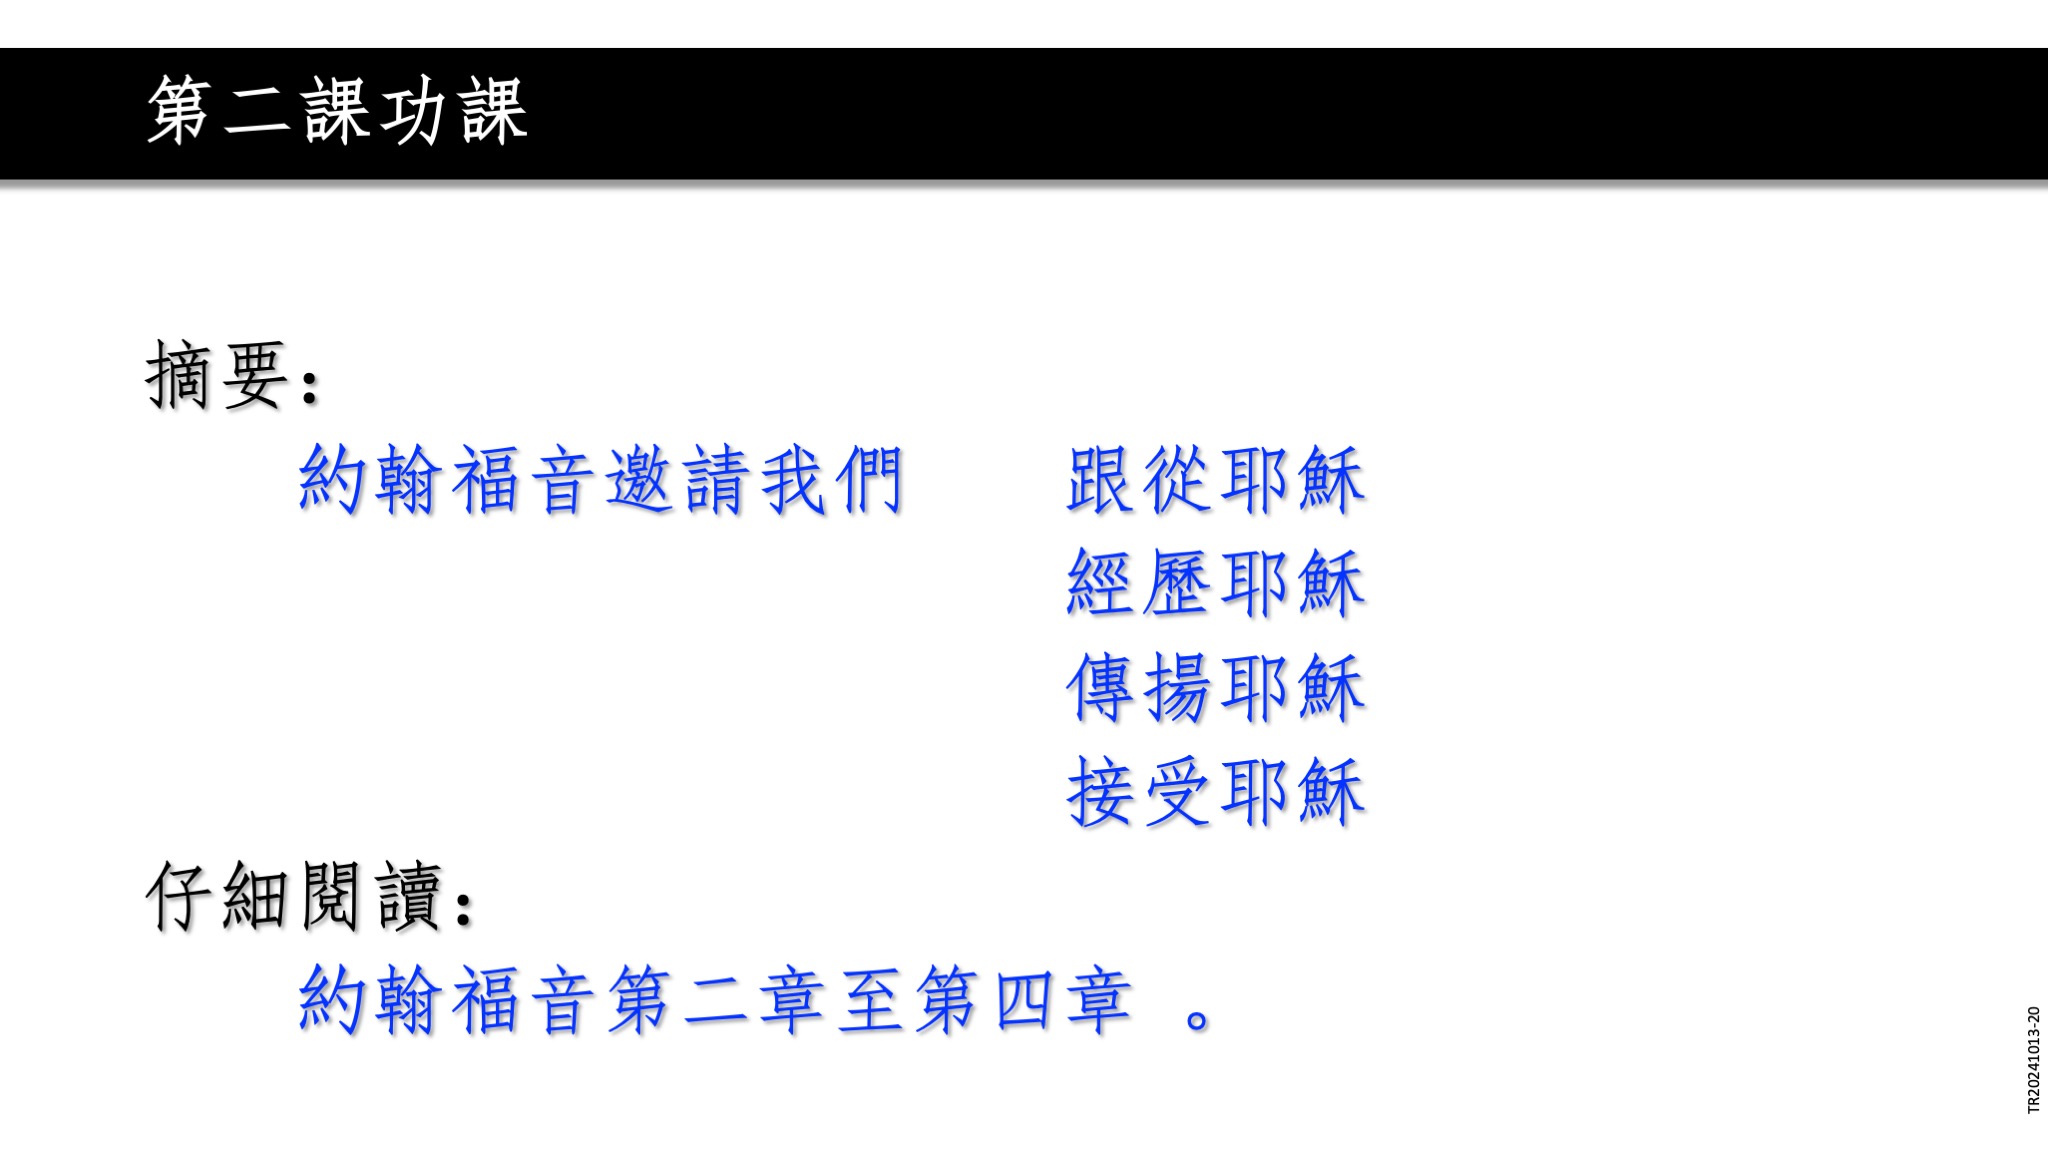 第二課功課
摘要：
約翰福音邀請我們 跟從耶穌
經歷耶穌
傳揚耶穌
接受耶穌
仔細閱讀：
約翰福音第二章至第四章 。
TR20241013-20